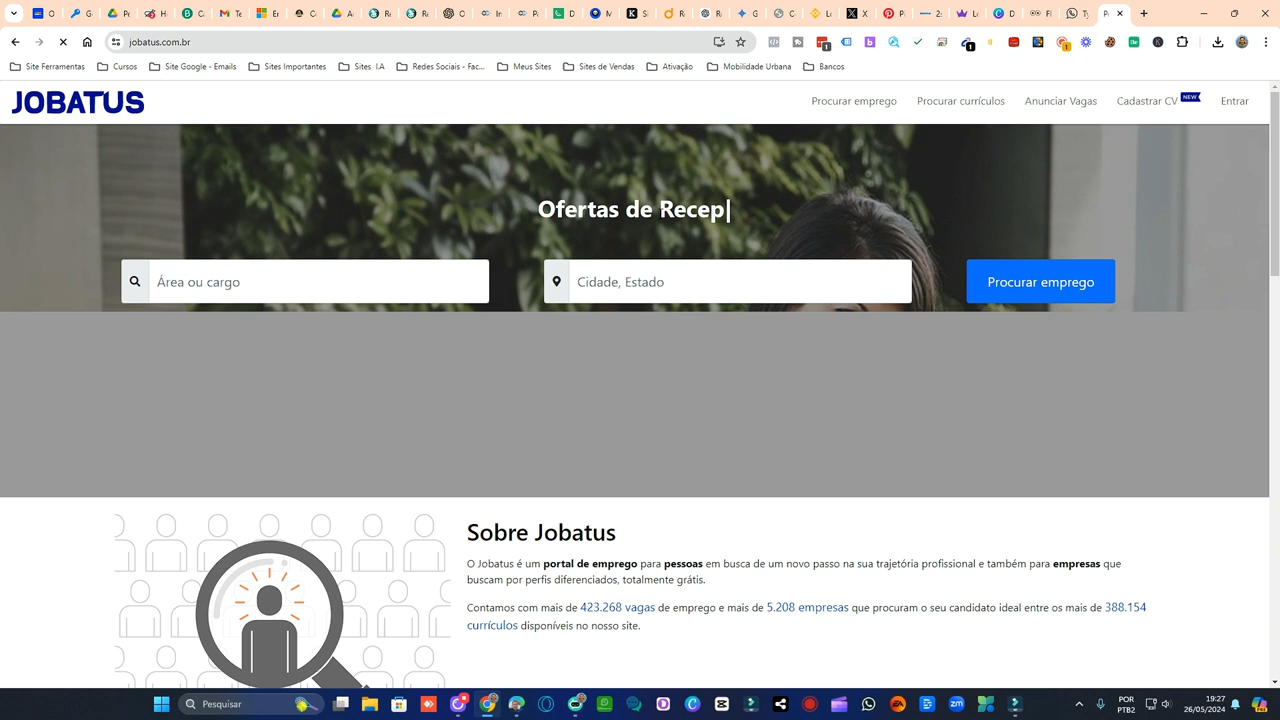 jobatus.com.br
Site Ferramentas
Cursos
Site Google - Emails
Sites Importantes
Sites I.A
Redes Sociais - Fac...
Meus Sites
Sites de Vendas
Ativação
Mobilidade Urbana
Bancos
JOBATUS
Procurar emprego
Procurar currículos
Anunciar Vagas
Cadastrar CV NEW
Entrar
Ofertas de Recep|
Área ou cargo
Cidade, Estado
Procurar emprego
Sobre Jobatus
O Jobatus é um portal de emprego para pessoas em busca de um novo passo na sua trajetória profissional e também para empresas que
buscam por perfis diferenciados, totalmente grátis.
Contamos com mais de 423.268 vagas de emprego e mais de 5.208 empresas que procuram o seu candidato ideal entre os mais de 388.154
currículos disponíveis no nosso site.
Pesquisar
POR
PTB2
19:27
26/05/2024